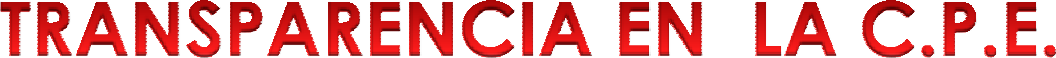 TRANSPARENCIA EN LA C.P.E.